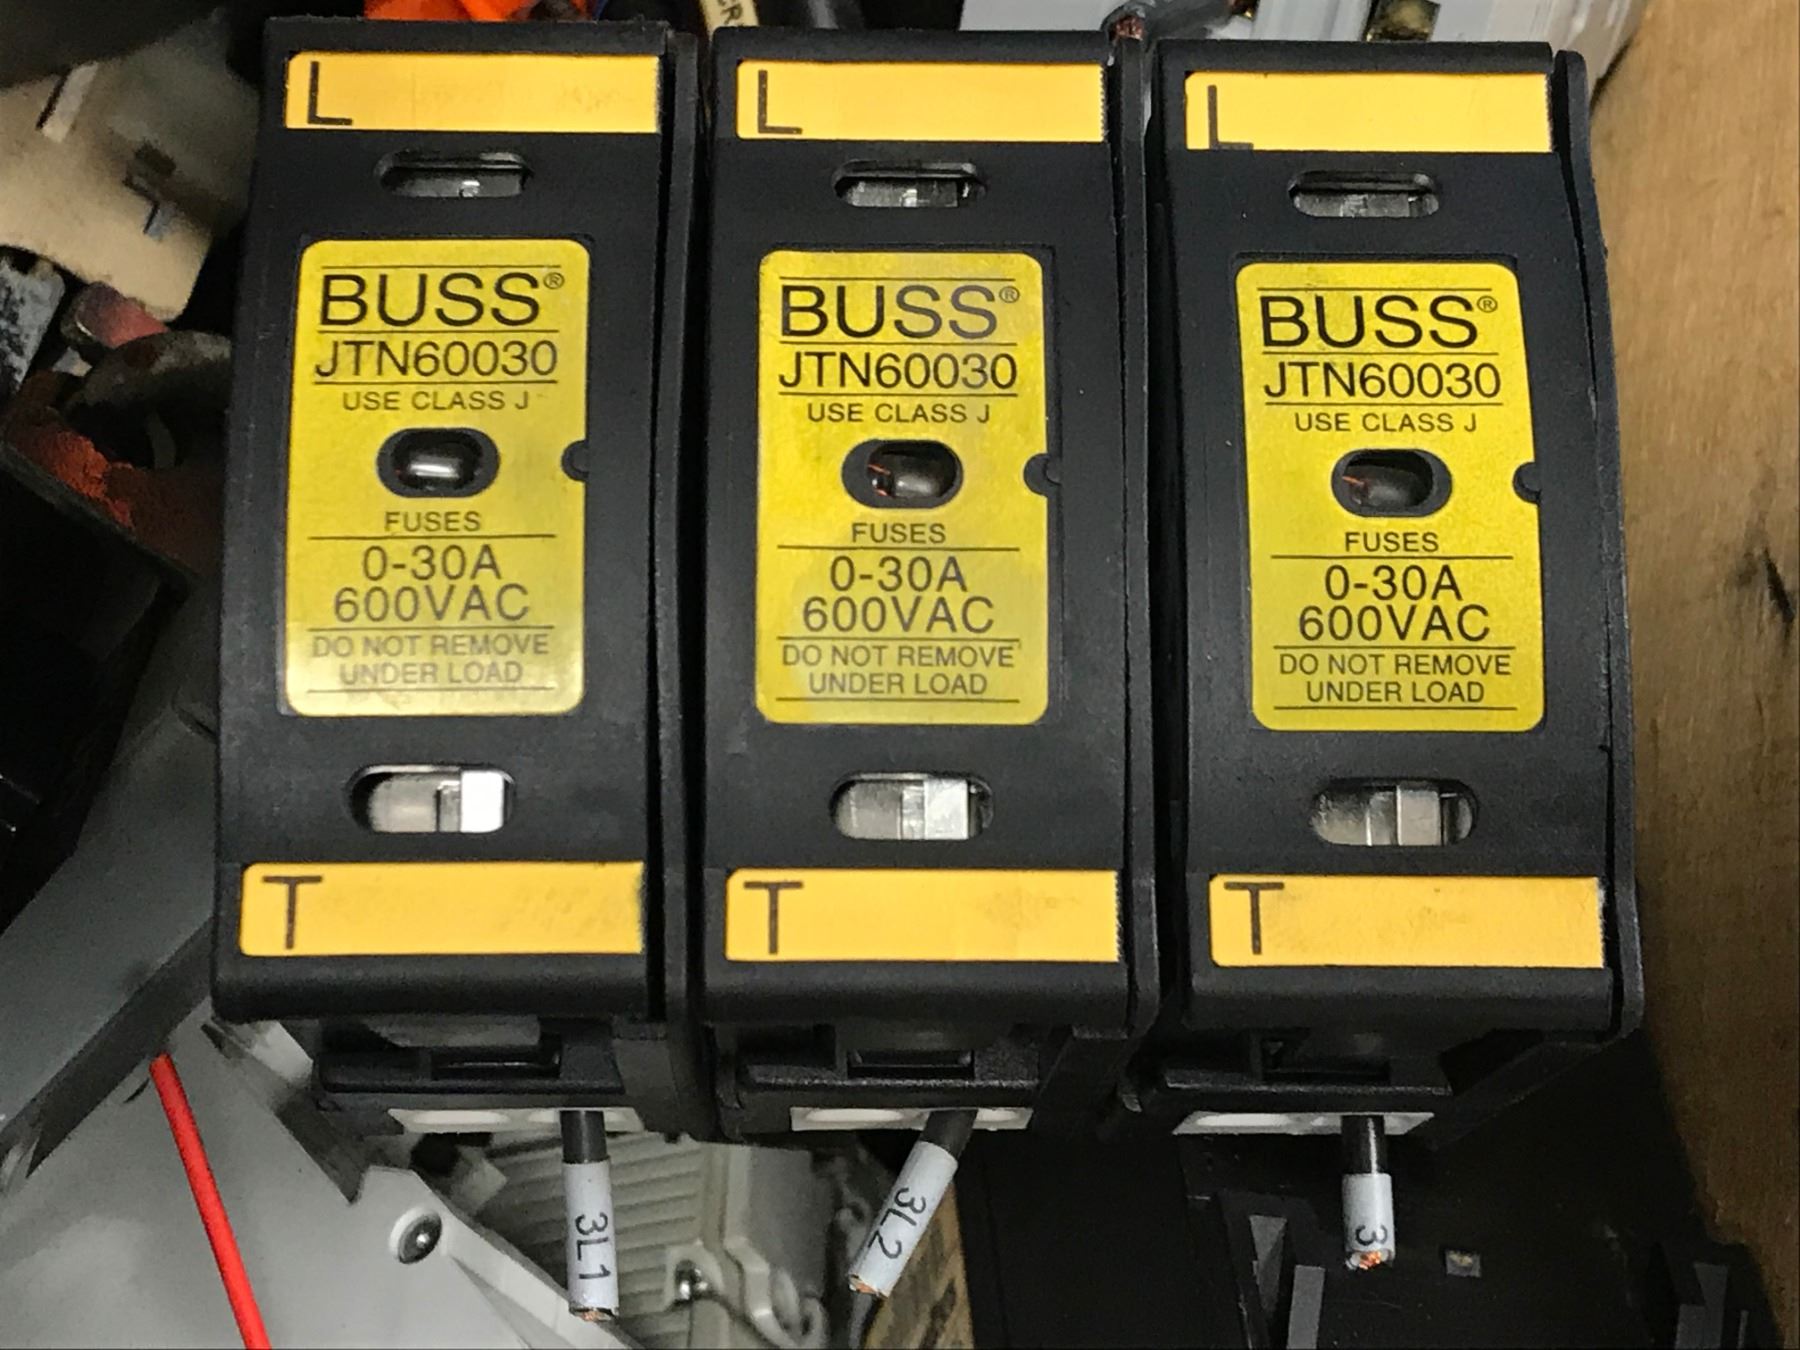 L
BUSS®
JTN60030
USE CLASS J
FUSES
0-30A
600VAC
DO NOT REMOVE
UNDER LOAD
T
3L1
L
BUSS®
JTN60030
USE CLASS J
FUSES
0-30A
600VAC
DO NOT REMOVE
UNDER LOAD
T
3L2
L
BUSS®
JTN60030
USE CLASS J
FUSES
0-30A
600VAC
DO NOT REMOVE
UNDER LOAD
T